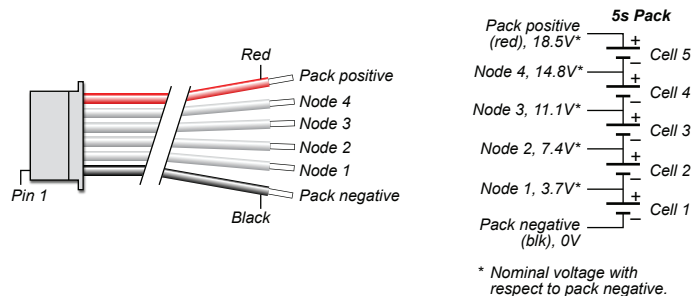 Red
Pack positive
Node 4
Node 3
Node 2
Node 1
Pack negative
Black
Pin 1
5s Pack
Pack positive
(red), 18.5V*
+
Cell 5
–
Node 4, 14.8V*
+
Cell 4
–
Node 3, 11.1V*
+
Cell 3
–
Node 2, 7.4V*
+
Cell 2
–
Node 1, 3.7V*
+
Cell 1
–
Pack negative
(blk), 0V
* Nominal voltage with
respect to pack negative.